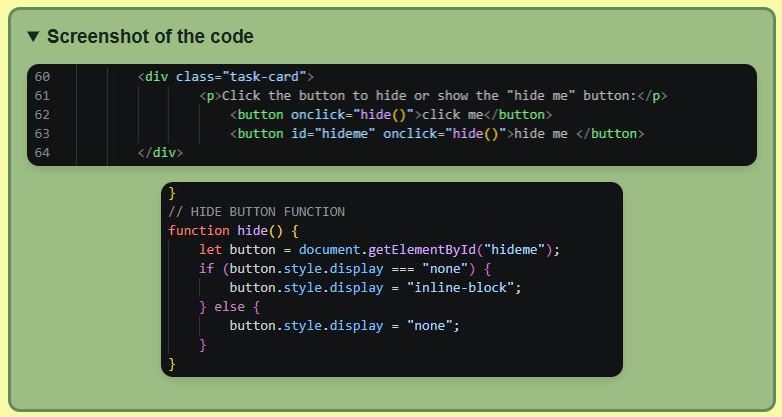 ▼ Screenshot of the code
60 <div class="task-card">
61 <p>Click the button to hide or show the "hide me" button:</p>
62 <button onclick="hide()">click me</button>
63 <button id="hideme" onclick="hide()">hide me </button>
64 </div>
}
// HIDE BUTTON FUNCTION
function hide() {
let button = document.getElementById("hideme");
if (button.style.display === "none") {
button.style.display = "inline-block";
} else {
button.style.display = "none";
}
}